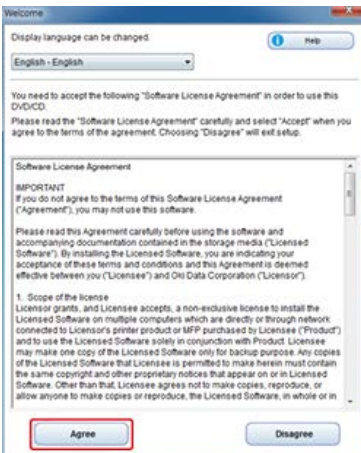 Welcome
Display language can be changed.
Help
English - English
You need to accept the following "Software License Agreement" in order to use this
DVD/CD.
Please read the "Software License Agreement" carefully and select "Accept" when you
agree to the terms of the agreement. Choosing "Disagree" will exit setup.
Software License Agreement
IMPORTANT
If you do not agree to the terms of this Software License Agreement
("Agreement"), you may not use this software.
Please read this Agreement carefully before using the software and
accompanying documentation contained in the storage media ("Licensed
Software"). By installing the Licensed Software, you are indicating your
acceptance of these terms and conditions and this Agreement is deemed
effective between you ("Licensee") and Oki Data Corporation ("Licensor").
1. Scope of the license
Licensor grants, and Licensee accepts, a non-exclusive license to install the
Licensed Software on multiple computers which are directly or through network
connected to Licensor's printer product or MFP purchased by Licensee ("Product")
and to use the Licensed Software solely in conjunction with Product. Licensee
may make one copy of the Licensed Software only for backup purpose. Any copies
of the Licensed Software that Licensee is permitted to make herein must contain
the same copyright and other proprietary notices that appear on or in Licensed
Software. Other than that, Licensee agrees not to make copies, reproduce, or
allow anyone to make copies or reproduce, the Licensed Software, in whole or in
Agree
Disagree